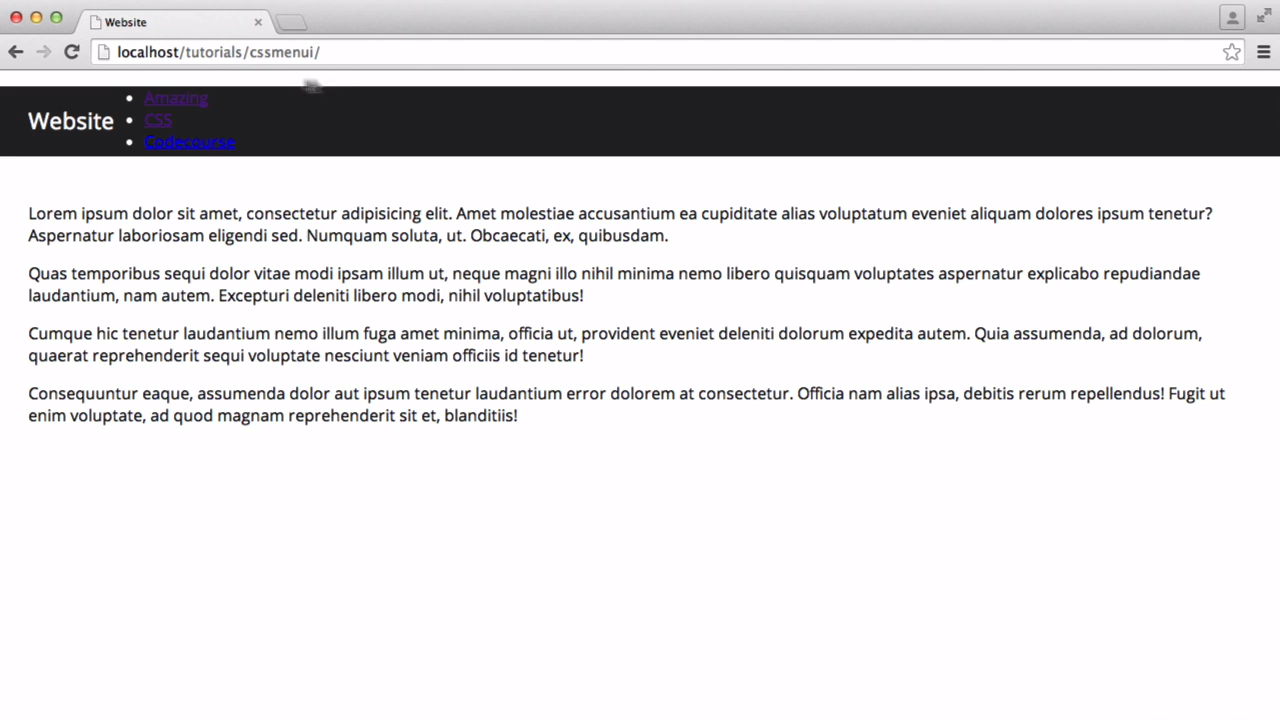 Website
localhost/tutorials/cssmenui/
Website
Amazing
CSS
Codecourse
Lorem ipsum dolor sit amet, consectetur adipisicing elit. Amet molestiae accusantium ea cupiditate alias voluptatum eveniet aliquam dolores ipsum tenetur?
Aspernatur laboriosam eligendi sed. Numquam soluta, ut. Obcaecati, ex, quibusdam.
Quas temporibus sequi dolor vitae modi ipsam illum ut, neque magni illo nihil minima nemo libero quisquam voluptates aspernatur explicabo repudiandae
laudantium, nam autem. Excepturi deleniti libero modi, nihil voluptatibus!
Cumque hic tenetur laudantium nemo illum fuga amet minima, officia ut, provident eveniet deleniti dolorum expedita autem. Quia assumenda, ad dolorum,
quaerat reprehenderit sequi voluptate nesciunt veniam officiis id tenetur!
Consequuntur eaque, assumenda dolor aut ipsum tenetur laudantium error dolorem at consectetur. Officia nam alias ipsa, debitis rerum repellendus! Fugit ut
enim voluptate, ad quod magnam reprehenderit sit et, blanditiis!